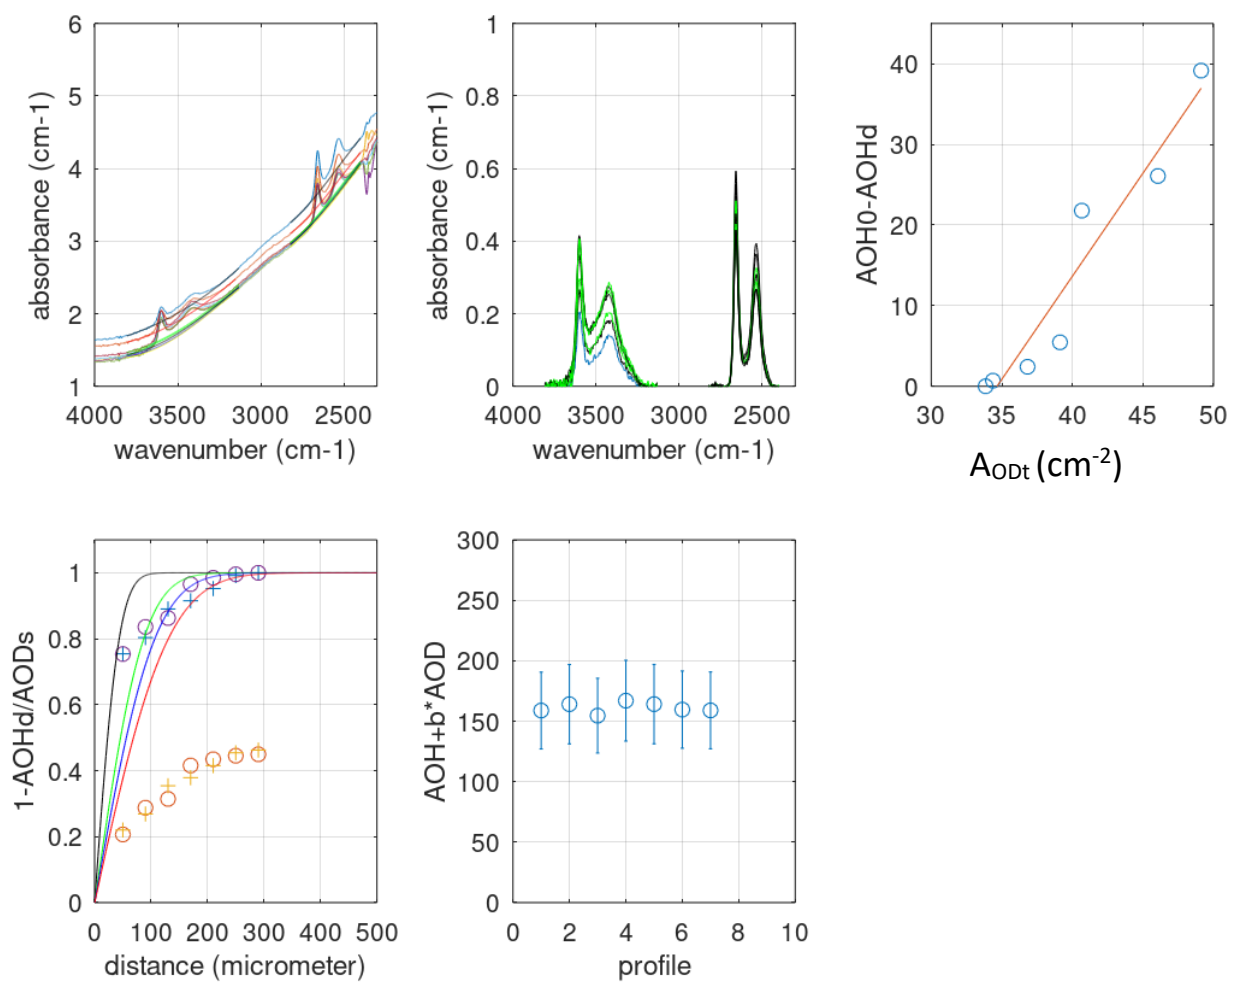 absorbance (cm-1)
6
5
4
3
2
1
4000 3500 3000 2500
wavenumber (cm-1)
absorbance (cm-1)
1
0.8
0.6
0.4
0.2
0
4000 3500 3000 2500
wavenumber (cm-1)
AOH0-AOHd
40
30
20
10
0
30 35 40 45 50
AODt (cm-2)
1-AOHd/AODs
1
0.8
0.6
0.4
0.2
0
0 100 200 300 400 500
distance (micrometer)
AOH+b*AOD
300
250
200
150
100
50
0
0 2 4 6 8 10
profile